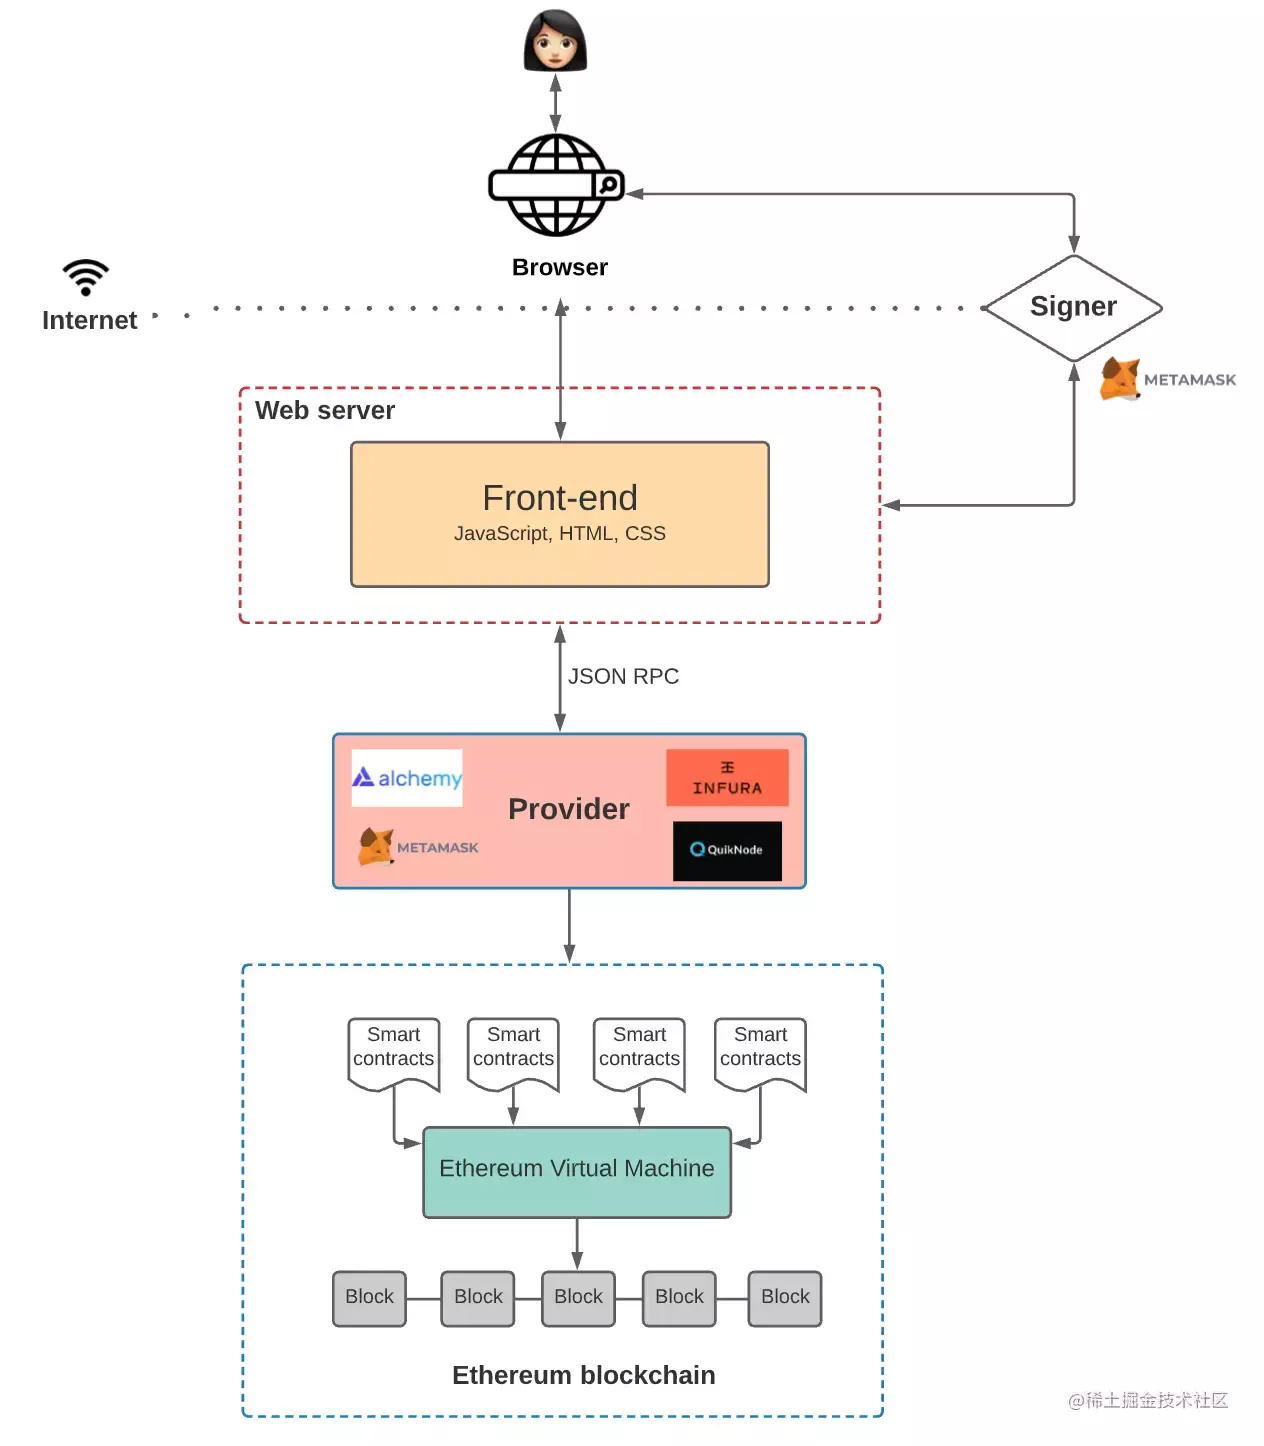 Browser
Internet
Signer
METAMASK
Web server
Front-end
JavaScript, HTML, CSS
JSON RPC
alchemy
INFURA
Provider
METAMASK
QuikNode
Smart
contracts
Smart
contracts
Smart
contracts
Smart
contracts
Ethereum Virtual Machine
Block
Block
Block
Block
Block
Ethereum blockchain
@稀土掘金技术社区